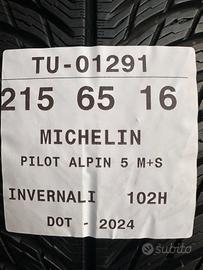 TU-01291
215 65 16
MICHELIN
PILOT ALPIN 5 M+S
INVERNALI 102H
DOT - 2024
subito